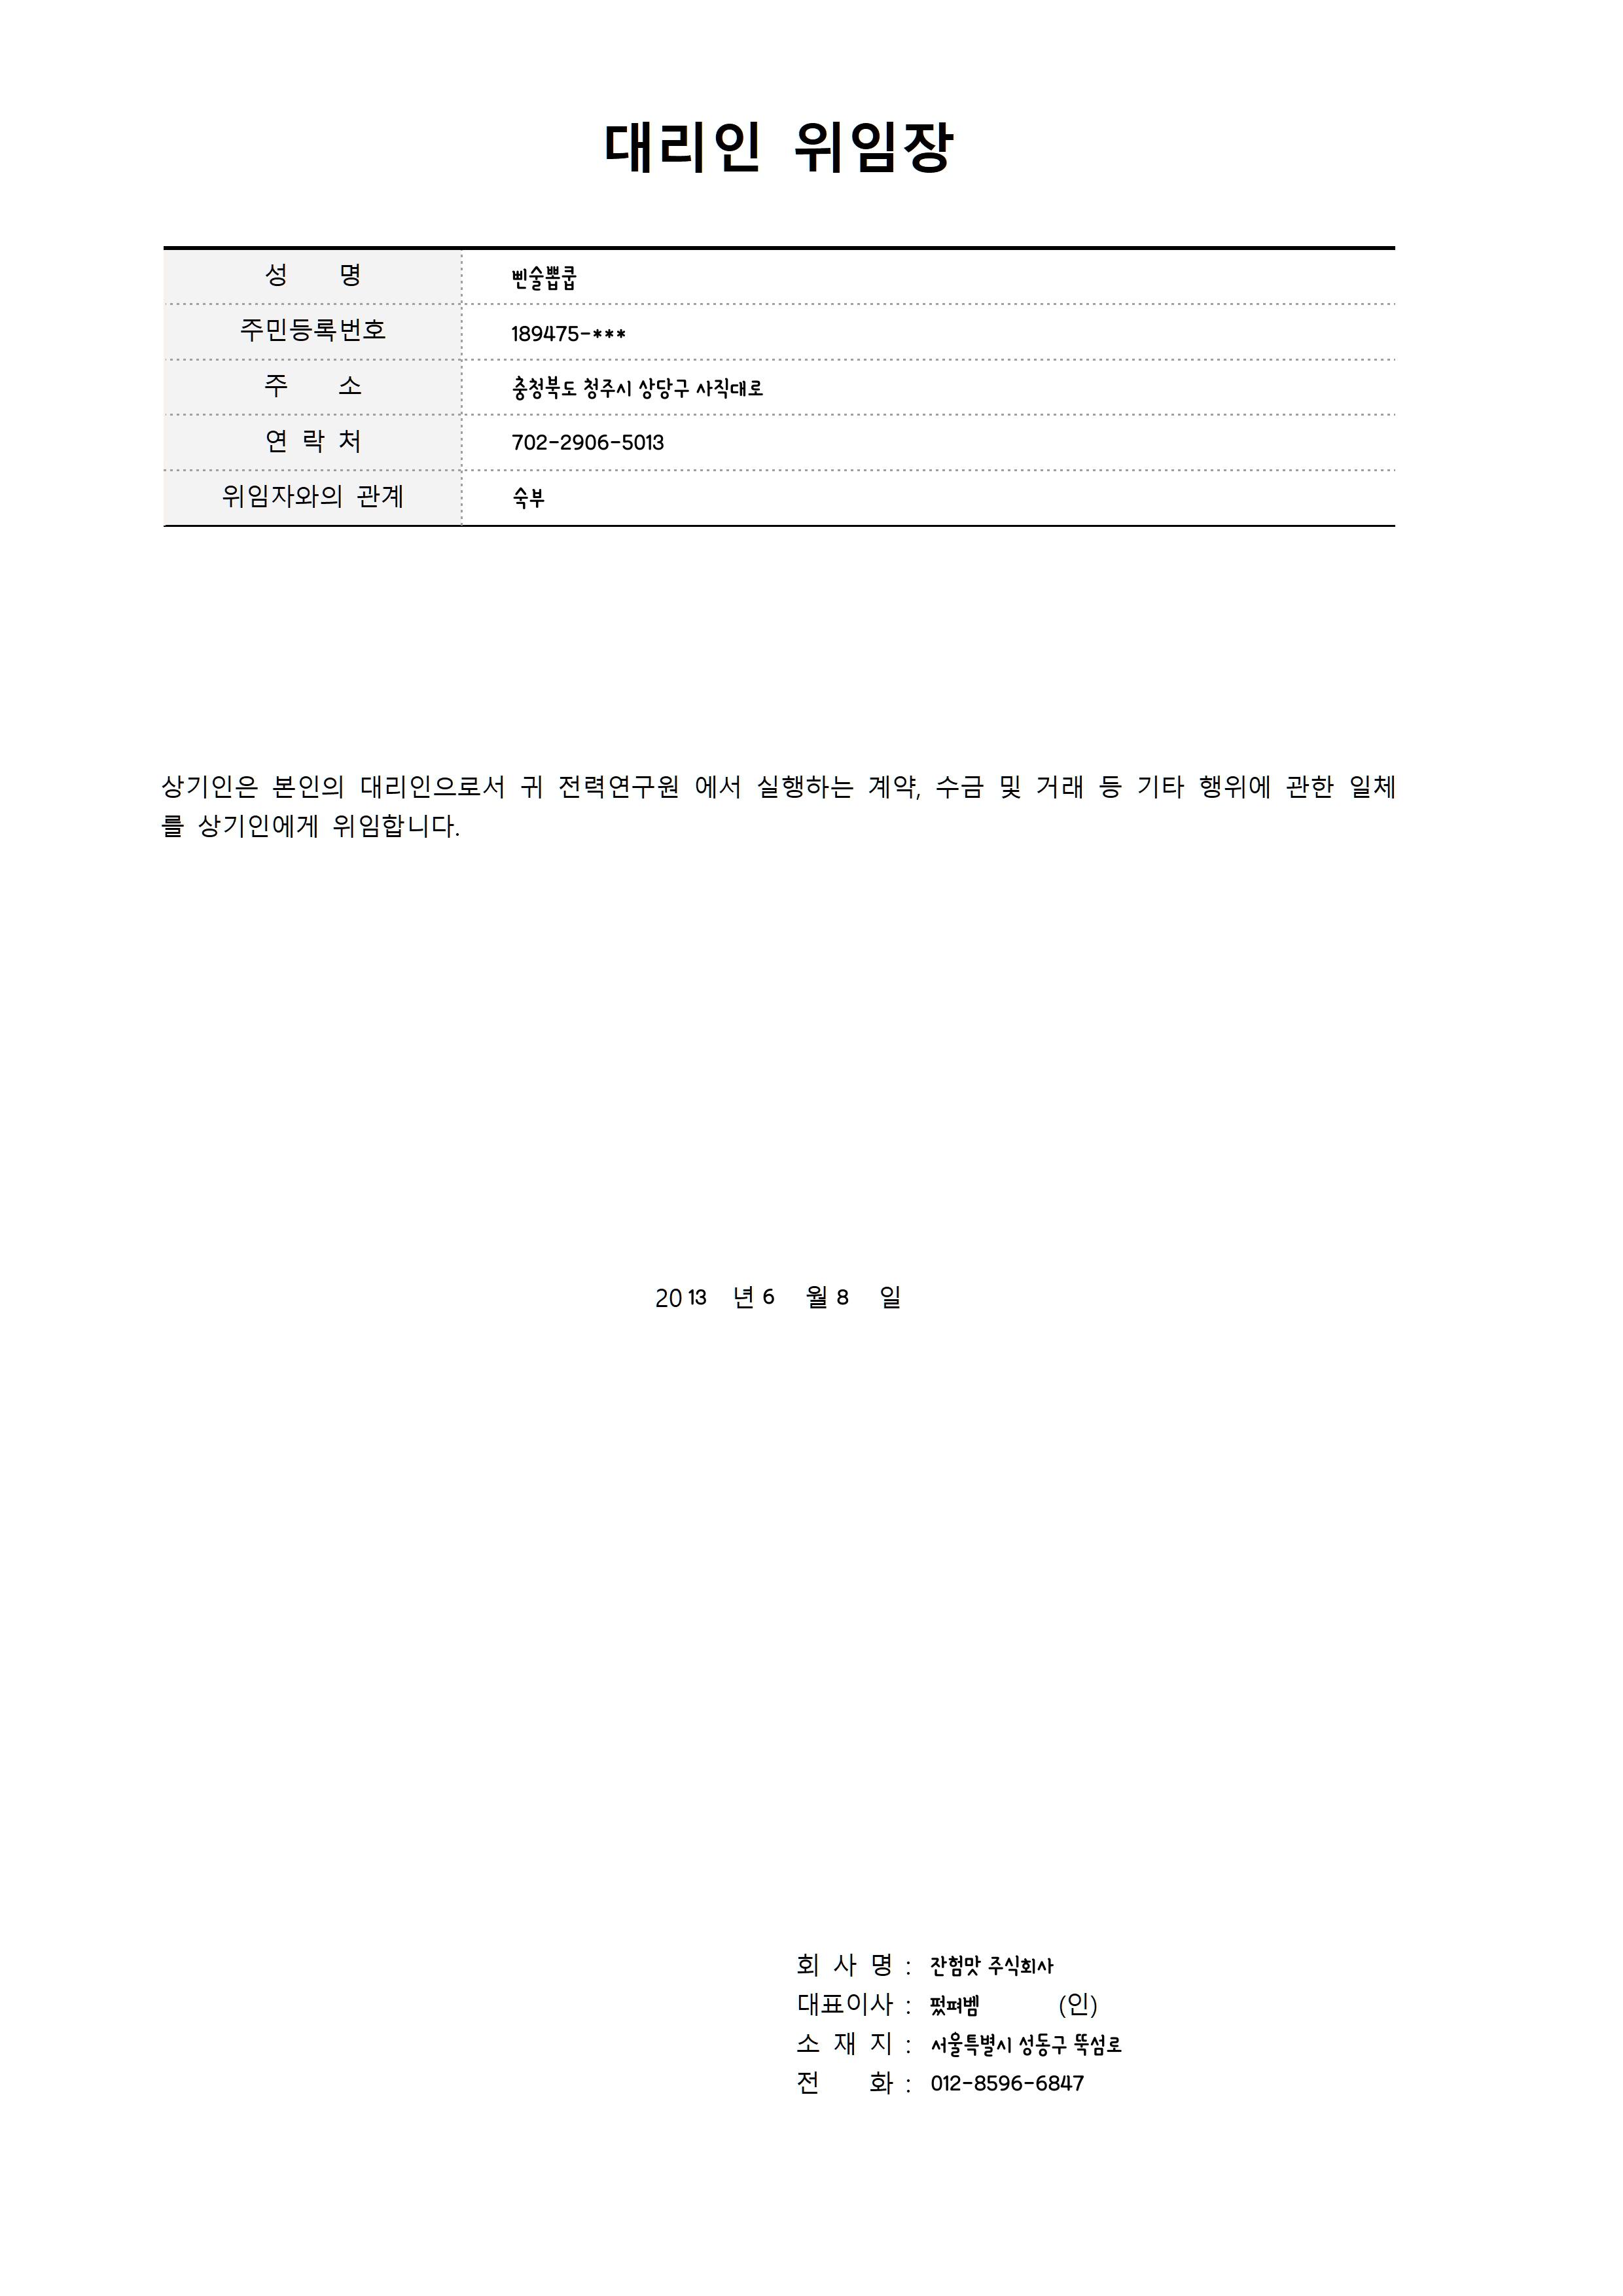 대리인 위임장
성 명 삔술뽑쿱
주민등록번호 189475-***
주 소 충청북도 청주시 상당구 사직대로
연 락 처 702-2906-5013
위임자와의 관계 숙부
상기인은 본인의 대리인으로서 귀 전력연구원 에서 실행하는 계약, 수금 및 거래 등 기타 행위에 관한 일체
를 상기인에게 위임합니다.
2013 년 6 월 8 일
회 사 명 : 잔험맛 주식회사
대표이사 : (인)
소 재 지 : 서울특별시 성동구 뚝섬로
전 화 : 012-8596-6847